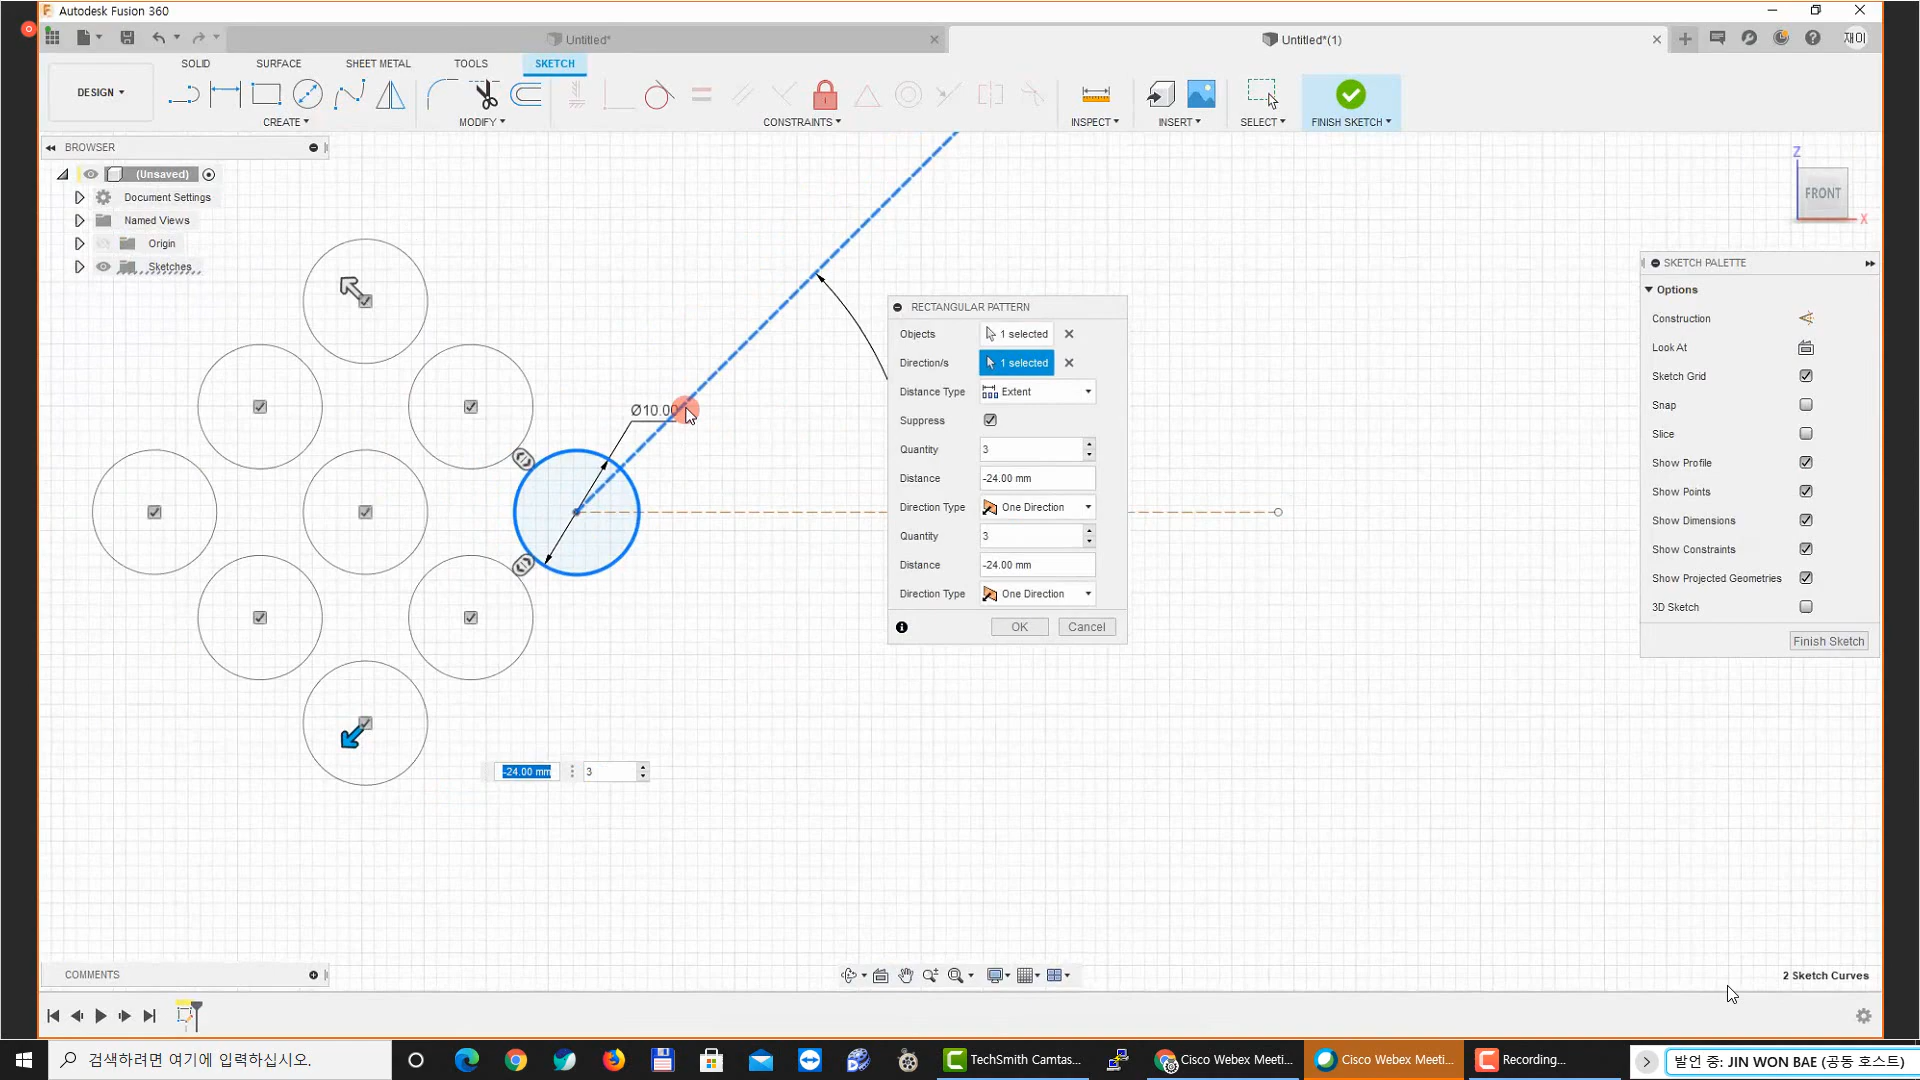 Autodesk Fusion 360
Untitled*
Untitled*(1)
재이
DESIGN
SOLID
SURFACE
SHEET METAL
TOOLS
SKETCH
CREATE
MODIFY
CONSTRAINTS
INSPECT
INSERT
SELECT
FINISH SKETCH
BROWSER
(Unsaved)
Document Settings
Named Views
Origin
Sketches
Z
FRONT
X
Ø10.00
RECTANGULAR PATTERN
Objects 1 selected
Direction/s 1 selected
Distance Type Extent
Suppress
Quantity 3
Distance -24.00 mm
Direction Type One Direction
Quantity 3
Distance -24.00 mm
Direction Type One Direction
OK Cancel
-24.00 mm 3
SKETCH PALETTE
Options
Construction
Look At
Sketch Grid
Snap
Slice
Show Profile
Show Points
Show Dimensions
Show Constraints
Show Projected Geometries
3D Sketch
Finish Sketch
COMMENTS
2 Sketch Curves
검색하려면 여기에 입력하십시오.
TechSmith Camtas...
Cisco Webex Meeti...
Cisco Webex Meeti...
Recording...
발언 중: JIN WON BAE (공동 호스트)